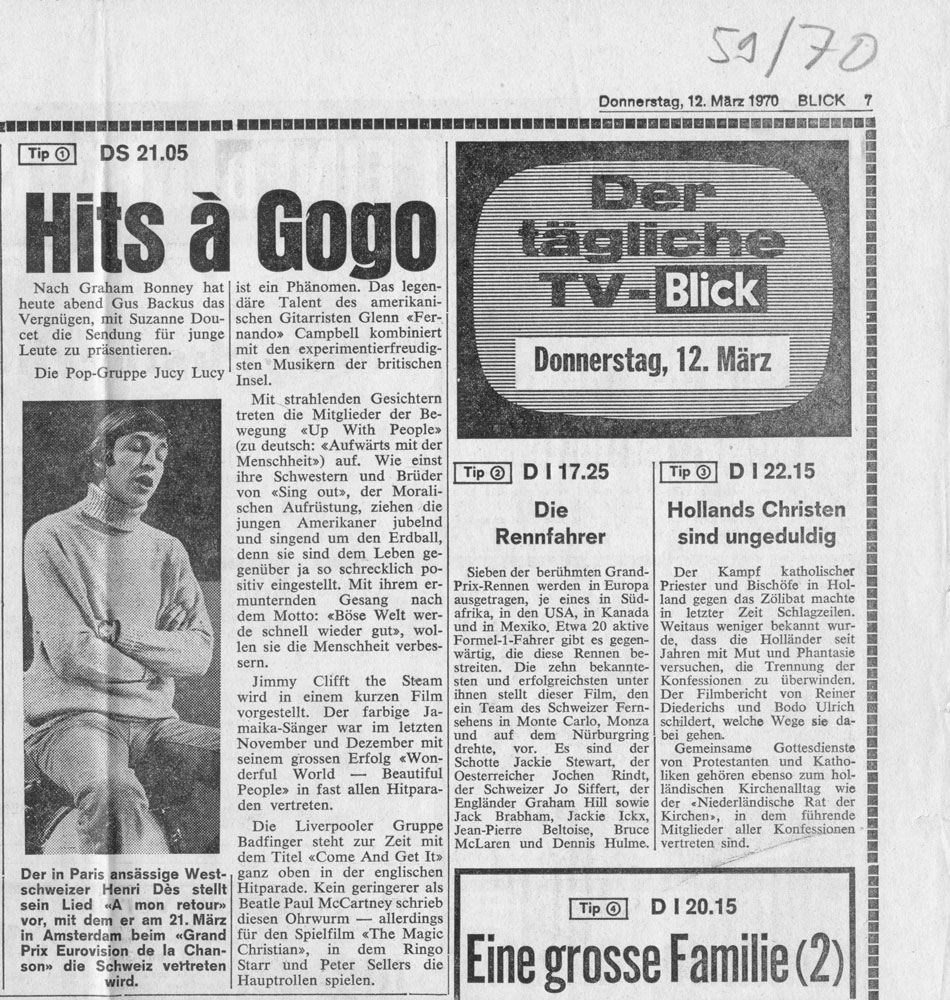 59/70
Donnerstag, 12. März 1970 BLICK 7
Tip ① DS 21.05
Hits à Gogo
Nach Graham Bonney hat
heute abend Gus Backus das
Vergnügen, mit Suzanne Dou-
cet die Sendung für junge
Leute zu präsentieren.
Die Pop-Gruppe Jucy Lucy
ist ein Phänomen. Das legen-
däre Talent des amerikani-
schen Gitarristen Glenn «Fer-
nando» Campbell kombiniert
mit den experimentierfreudig-
sten Musikern der britischen
Insel.
Mit strahlenden Gesichtern
treten die Mitglieder der Be-
wegung «Up With People»
(zu deutsch: «Aufwärts mit der
Menschheit») auf. Wie einst
ihre Schwestern und Brüder
von «Sing out», der Morali-
schen Aufrüstung, ziehen die
jungen Amerikaner jubelnd
und singend um den Erdball,
denn sie sind dem Leben ge-
genüber ja so schrecklich po-
sitiv eingestellt. Mit ihrem er-
munternden Gesang nach
dem Motto: «Böse Welt wer-
de schnell wieder gut», wol-
len sie die Menschheit verbes-
sern.
Jimmy Clifft the Steam
wird in einem kurzen Film
vorgestellt. Der farbige Ja-
maika-Sänger war im letzten
November und Dezember mit
seinem grossen Erfolg «Won-
derful World — Beautiful
People» in fast allen Hitpara-
den vertreten.
Die Liverpooler Gruppe
Badfinger steht zur Zeit mit
dem Titel «Come And Get It»
ganz oben in der englischen
Hitparade. Kein geringerer als
Beatle Paul McCartney schrieb
diesen Ohrwurm — allerdings
für den Spielfilm «The Magic
Christian», in dem Ringo
Starr und Peter Sellers die
Hauptrollen spielen.
Der in Paris ansässige West-
schweizer Henri Dès stellt
sein Lied «A mon retour»
vor, mit dem er am 21. März
in Amsterdam beim «Grand
Prix Eurovision de la Chan-
son» die Schweiz vertreten
wird.
Der
tägliche
TV-Blick
Donnerstag, 12. März
Tip ② D I 17.25
Die
Rennfahrer
Sieben der berühmten Grand-
Prix-Rennen werden in Europa
ausgetragen, je eines in Süd-
afrika, in den USA, in Kanada
und in Mexiko. Etwa 20 aktive
Formel-1-Fahrer gibt es gegen-
wärtig, die diese Rennen be-
streiten. Die zehn bekannte-
sten und erfolgreichsten unter
ihnen stellt dieser Film, den
ein Team des Schweizer Fern-
sehens in Monte Carlo, Monza
und auf dem Nürburgring
drehte, vor. Es sind der
Schotte Jackie Stewart, der
Oesterreicher Jochen Rindt,
der Schweizer Jo Siffert, der
Engländer Graham Hill sowie
Jack Brabham, Jackie Ickx,
Jean-Pierre Beltoise, Bruce
McLaren und Dennis Hulme.
Tip ③ D I 22.15
Hollands Christen
sind ungeduldig
Der Kampf katholischer
Priester und Bischöfe in Hol-
land gegen das Zölibat machte
in letzter Zeit Schlagzeilen.
Weitaus weniger bekannt wur-
de, dass die Holländer seit
Jahren mit Mut und Phantasie
versuchen, die Trennung der
Konfessionen zu überwinden.
Der Filmbericht von Reiner
Diederichs und Bodo Ulrich
schildert, welche Wege sie da-
bei gehen.
Gemeinsame Gottesdienste
von Protestanten und Katho-
liken gehören ebenso zum hol-
ländischen Kirchenalltag wie
der «Niederländische Rat der
Kirchen», in dem führende
Mitglieder aller Konfessionen
vertreten sind.
Tip ④ D I 20.15
Eine grosse Familie (2)